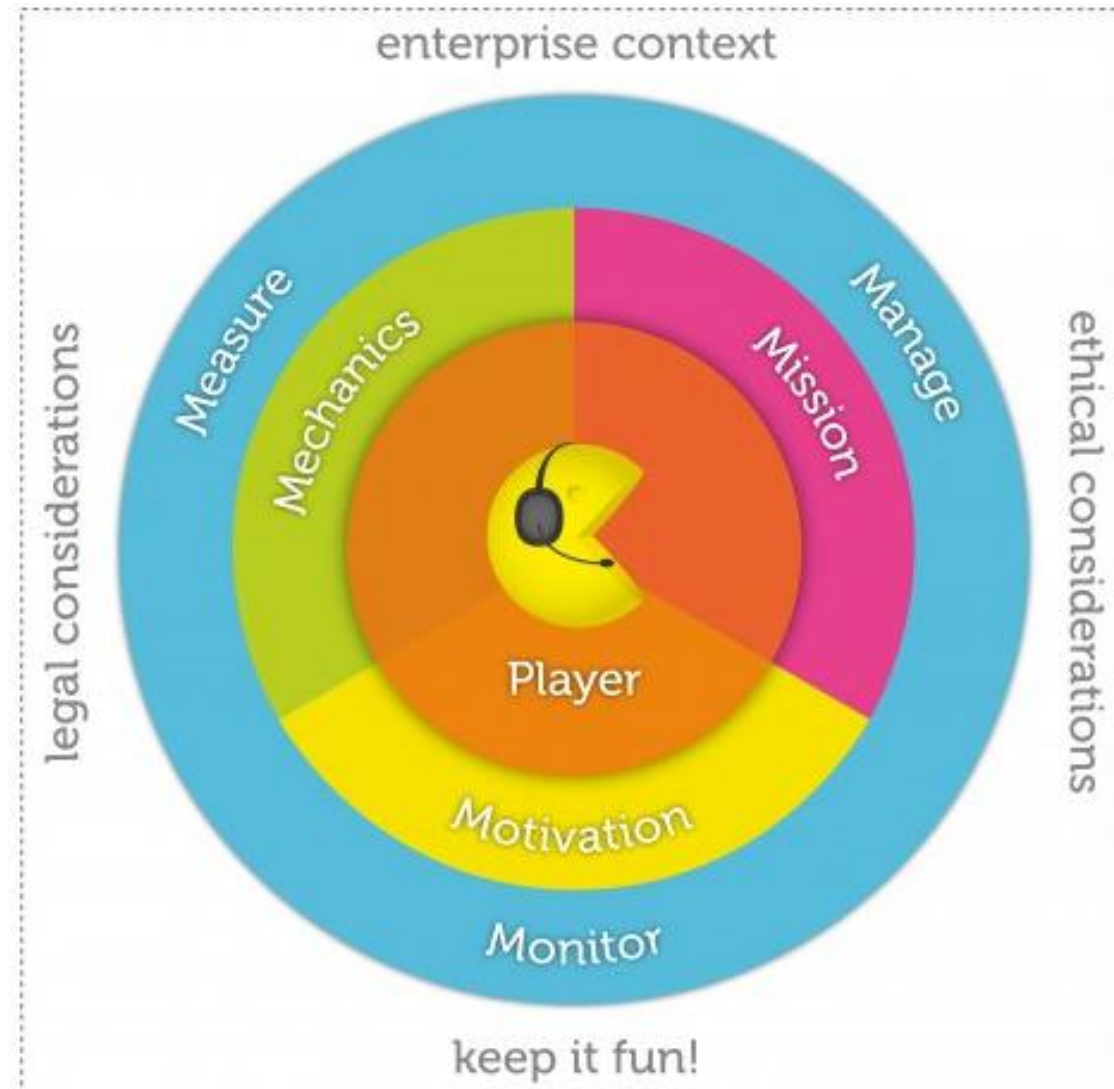 enterprise context
legal considerations
Measure
Mechanics
Mission
Manage
ethical considerations
Player
Motivation
Monitor
keep it fun!